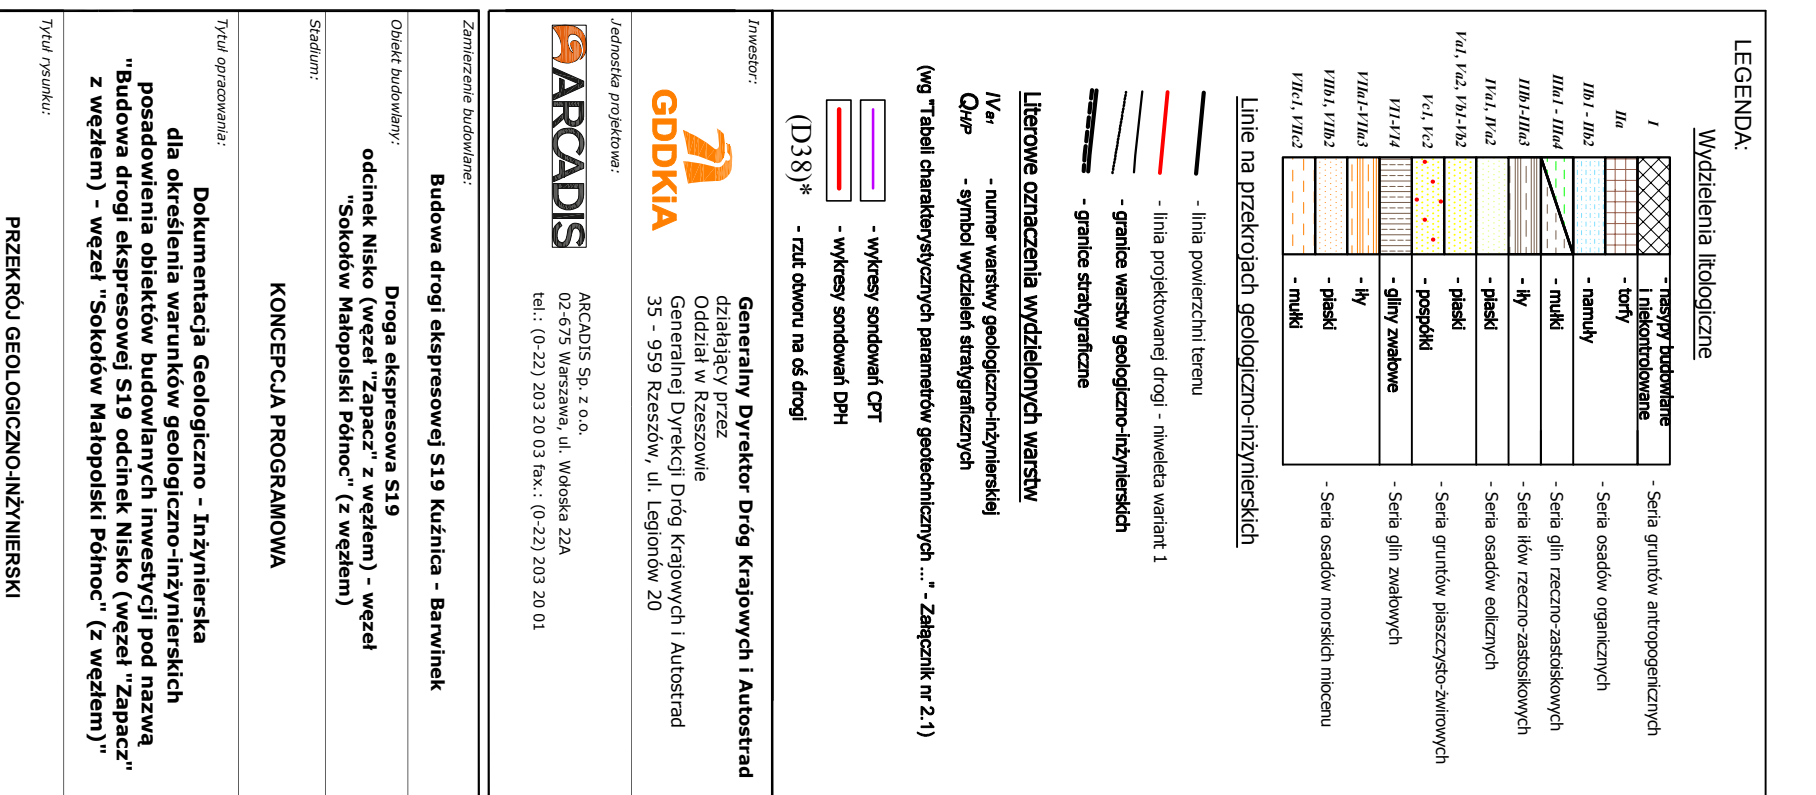 LEGENDA:
Wydzielenia litologiczne
I - nasypy budowlane
i niekontrolowane - Seria gruntów antropogenicznych
IIa - torfy
IIb1 - IIb2 - namuły - Seria osadów organicznych
IIIa1 - IIIa4 - mułki - Seria glin rzeczno-zastoiskowych
IIIb1-IIIa3 - iły - Seria iłów rzeczno-zastosikowych
IVa1, IVa2 - piaski - Seria osadów eolicznych
Va1, Va2, Vb1-Vb2 - piaski
Vc1, Vc2 - pospółki - Seria gruntów piaszczysto-żwirowych
VI1-VI4 - gliny zwałowe - Seria glin zwałowych
VIIa1-VIIa3 - iły
VIIb1, VIIb2 - piaski - Seria osadów morskich miocenu
VIIc1, VIIc2 - mułki
Linie na przekrojach geologiczno-inżynierskich
- linia powierzchni terenu
- linia projektowanej drogi - niweleta wariant 1
- granice warstw geologiczno-inżynierskich
- granice stratygraficzne
Literowe oznaczenia wydzielonych warstw
IVa1 - numer warstwy geologiczno-inżynierskiej
QH/P - symbol wydzieleń stratygraficznych
(wg "Tabeli charakterystycznych parametrów geotechnicznych ..." - Załącznik nr 2.1)
- wykresy sondowań CPT
- wykresy sondowań DPH
(D38)* - rzut otworu na oś drogi
Inwestor:
GDDKiA
Generalny Dyrektor Dróg Krajowych i Autostrad
działający przez
Oddział w Rzeszowie
Generalnej Dyrekcji Dróg Krajowych i Autostrad
35 - 959 Rzeszów, ul. Legionów 20
Jednostka projektowa:
ARCADIS
ARCADIS Sp. z o.o.
02-675 Warszawa, ul. Wołoska 22A
tel.: (0-22) 203 20 03 fax.: (0-22) 203 20 01
Zamierzenie budowlane:
Budowa drogi ekspresowej S19 Kuźnica - Barwinek
Obiekt budowlany:
Droga ekspresowa S19
odcinek Nisko (węzeł "Zapacz" z węzłem) - węzeł
"Sokołów Małopolski Północ" (z węzłem)
Stadium:
KONCEPCJA PROGRAMOWA
Tytuł opracowania:
Dokumentacja Geologiczno - Inżynierska
dla określenia warunków geologiczno-inżynierskich
posadowienia obiektów budowlanych inwestycji pod nazwą
"Budowa drogi ekspresowej S19 odcinek Nisko (węzeł "Zapacz"
z węzłem) - węzeł "Sokołów Małopolski Północ" (z węzłem)"
Tytuł rysunku:
PRZEKRÓJ GEOLOGICZNO-INŻYNIERSKI